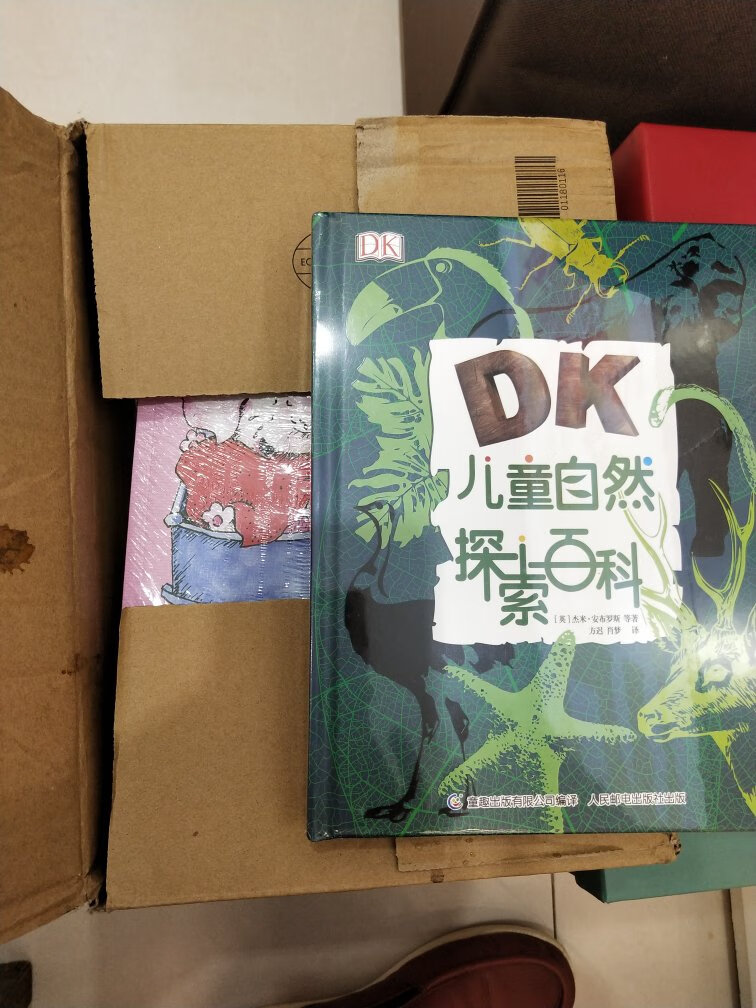 01180116
EC
DK
DK
儿童自然
探索百科
［英］杰米·安布罗斯 等著
方迟 肖梦 译
童趣出版有限公司编译 人民邮电出版社出版